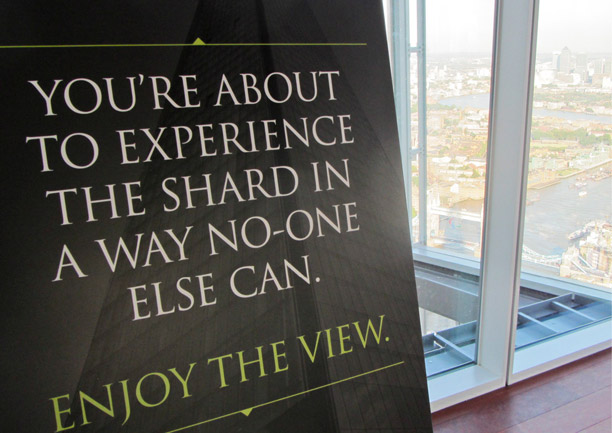 YOU'RE ABOUT
TO EXPERIENCE
THE SHARD IN
A WAY NO-ONE
ELSE CAN.
ENJOY THE VIEW.